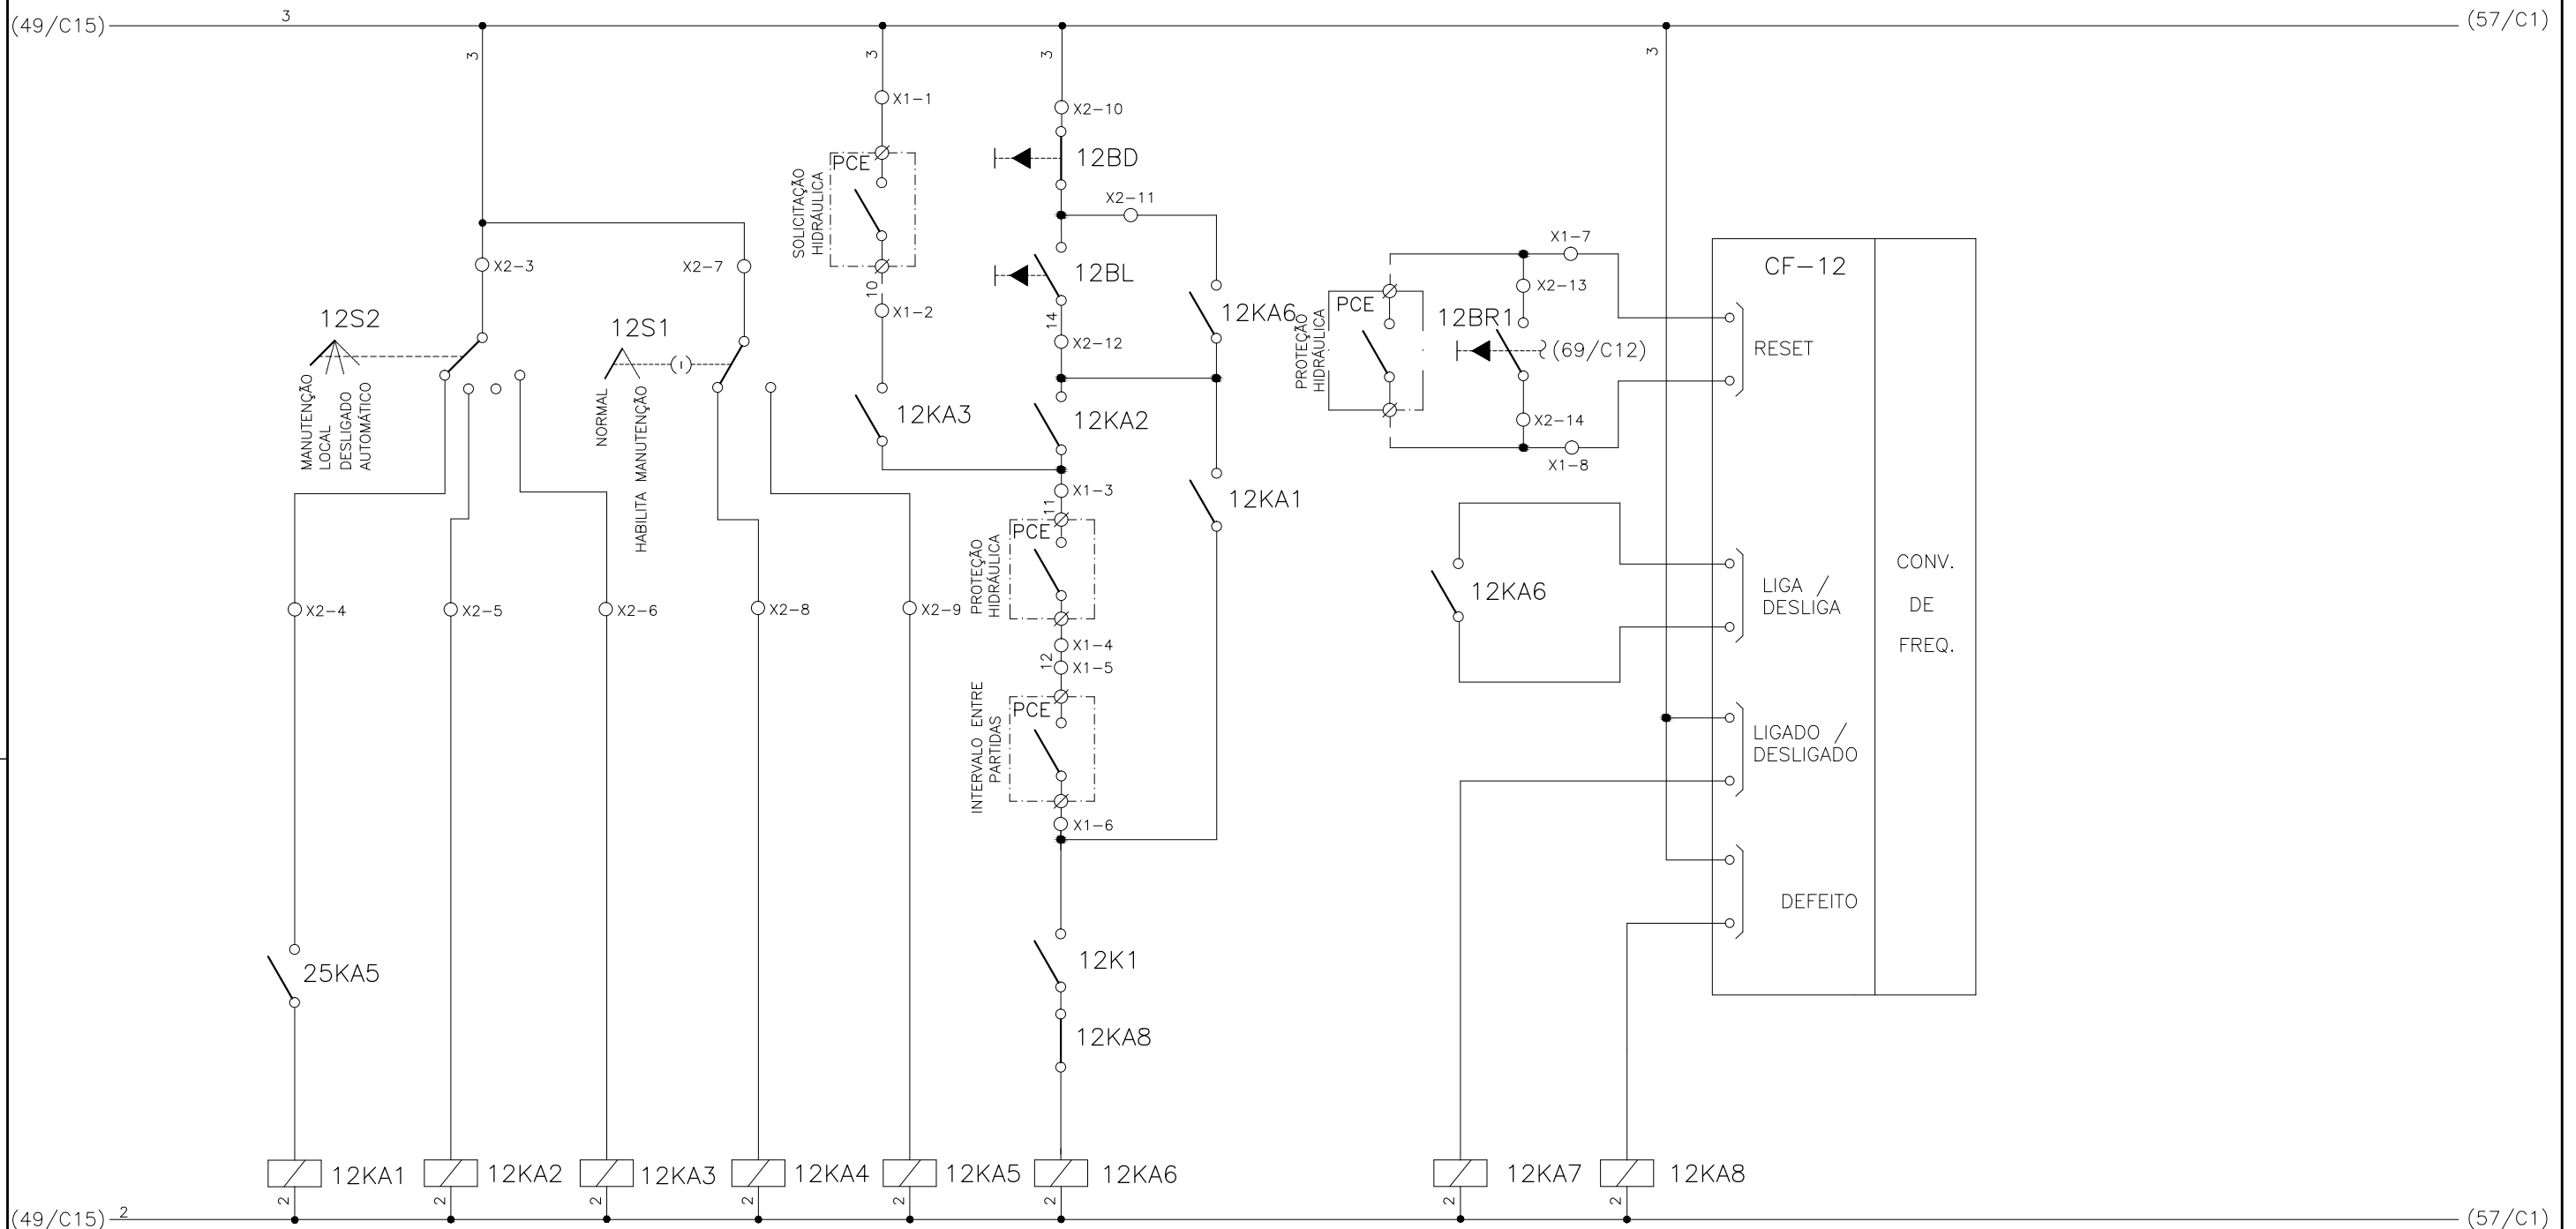 (49/C15)
3
(57/C1)
3
3
3
3
X1-1
X2-10
PCE
SOLICITAÇÃO
HIDRÁULICA
12BD
X2-11
X2-3
X2-7
10
X1-2
12BL
14
X2-12
12KA6
X1-7
X2-13
CF-12
12S2
12S1
PCE
PROTEÇÃO
HIDRÁULICA
12BR1
(69/C12)
RESET
MANUTENÇÃO
LOCAL
DESLIGADO
AUTOMÁTICO
NORMAL
HABILITA MANUTENÇÃO
12KA3
12KA2
X2-14
X1-8
X1-3
11
12KA1
PCE
PROTEÇÃO
HIDRÁULICA
12KA6
LIGA /
DESLIGA
CONV.
DE
FREQ.
X2-4
X2-5
X2-6
X2-8
X2-9
X1-4
12
X1-5
PCE
INTERVALO ENTRE
PARTIDAS
LIGADO /
DESLIGADO
X1-6
DEFEITO
25KA5
12K1
12KA8
12KA1
12KA2
12KA3
12KA4
12KA5
12KA6
12KA7
12KA8
2
2
2
2
2
2
2
2
(49/C15)
2
(57/C1)